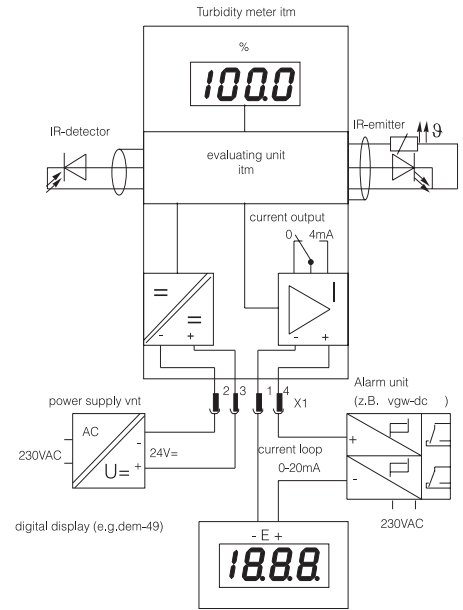 Turbidity meter itm
%
100.0
IR-detector
IR-emitter
ϑ
evaluating unit
itm
current output
0 4mA
=
=
- +
I
- +
2 3 1 4 X1
power supply vnt
AC
U=
-
+
230VAC
24V=
Alarm unit
(z.B. vgw-dc )
+
-
current loop
0-20mA
230VAC
digital display (e.g.dem-49)
- E +
18.8.8